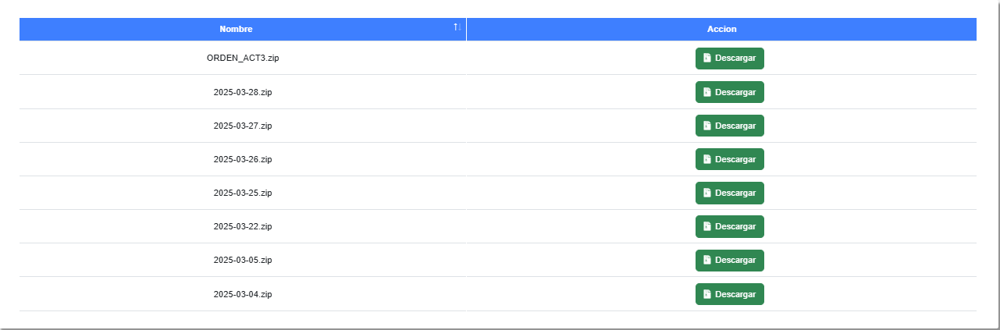 Nombre Accion
ORDEN_ACT3.zip Descargar
2025-03-28.zip Descargar
2025-03-27.zip Descargar
2025-03-26.zip Descargar
2025-03-25.zip Descargar
2025-03-22.zip Descargar
2025-03-05.zip Descargar
2025-03-04.zip Descargar